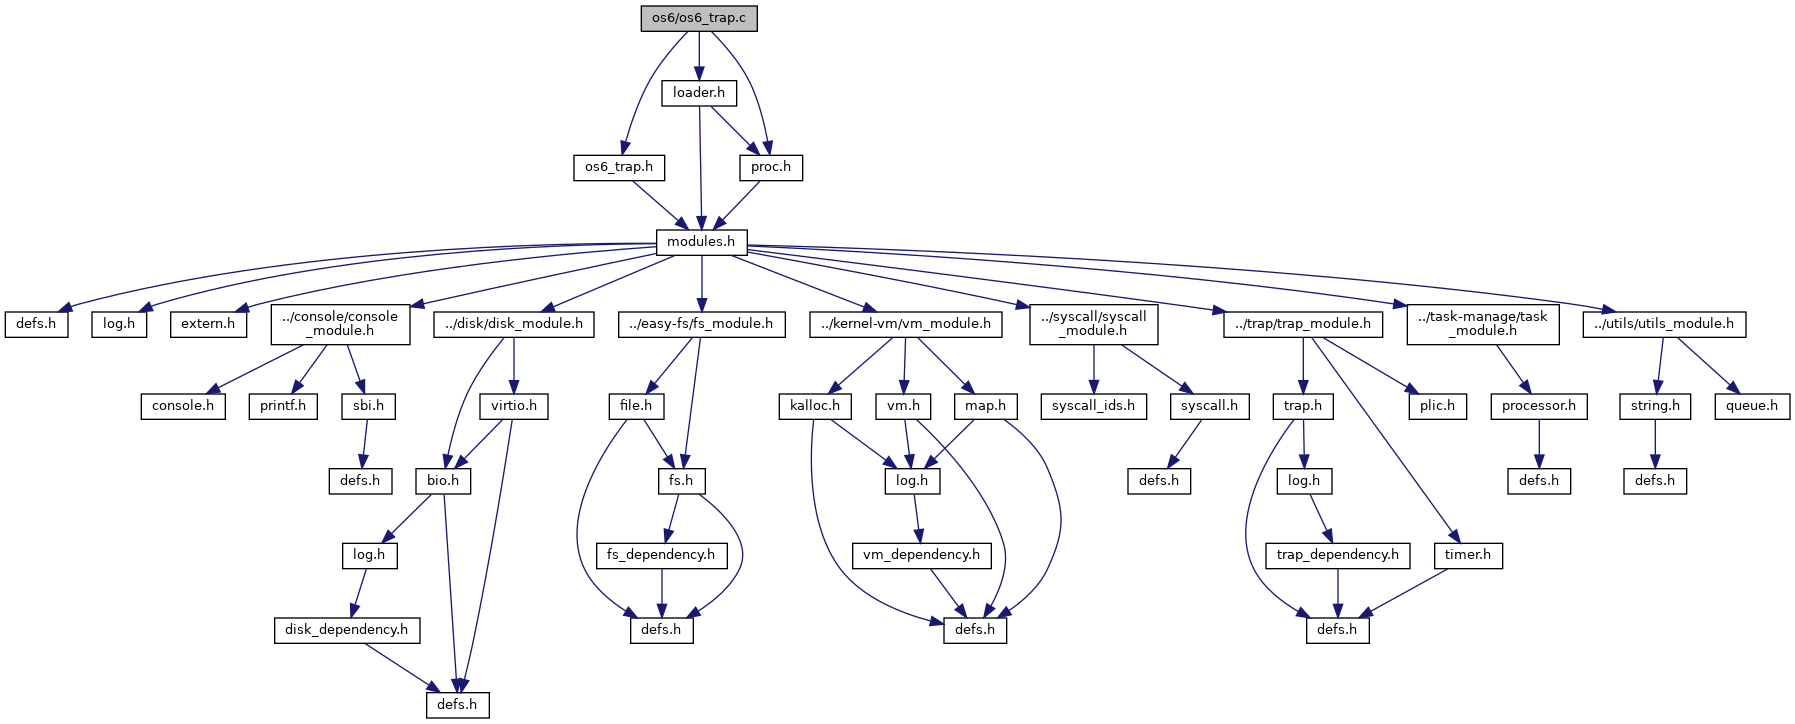 os6/os6_trap.c
loader.h
os6_trap.h
proc.h
modules.h
defs.h
log.h
extern.h
../console/console
_module.h
../disk/disk_module.h
../easy-fs/fs_module.h
../kernel-vm/vm_module.h
../syscall/syscall
_module.h
../trap/trap_module.h
../task-manage/task
_module.h
../utils/utils_module.h
console.h
printf.h
sbi.h
virtio.h
file.h
kalloc.h
vm.h
map.h
syscall_ids.h
syscall.h
trap.h
plic.h
processor.h
string.h
queue.h
defs.h
bio.h
fs.h
log.h
defs.h
log.h
defs.h
defs.h
log.h
fs_dependency.h
vm_dependency.h
trap_dependency.h
timer.h
disk_dependency.h
defs.h
defs.h
defs.h
defs.h